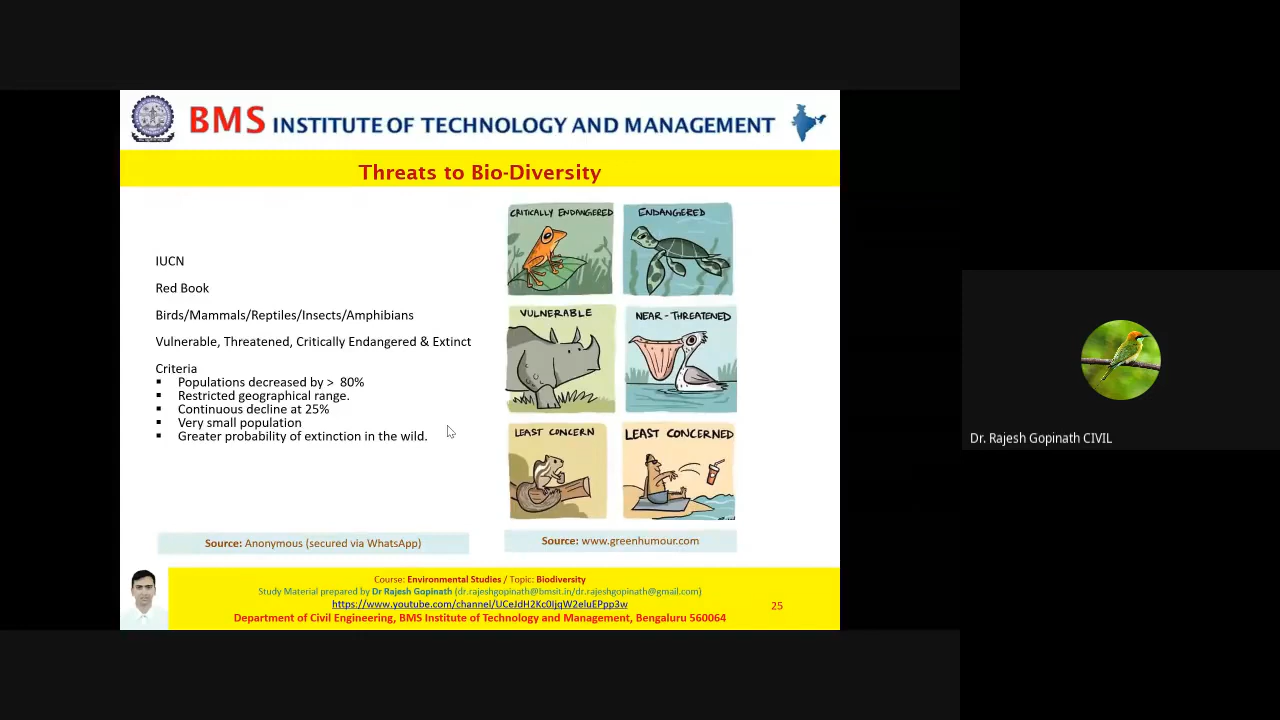 BMS INSTITUTE OF TECHNOLOGY AND MANAGEMENT
Threats to Bio-Diversity
IUCN
Red Book
Birds/Mammals/Reptiles/Insects/Amphibians
Vulnerable, Threatened, Critically Endangered & Extinct
Criteria
▪ Populations decreased by > 80%
▪ Restricted geographical range.
▪ Continuous decline at 25%
▪ Very small population
▪ Greater probability of extinction in the wild.
Source: Anonymous (secured via WhatsApp)
CRITICALLY ENDANGERED
ENDANGERED
VULNERABLE
NEAR-THREATENED
LEAST CONCERN
LEAST CONCERNED
Source: www.greenhumour.com
Course: Environmental Studies / Topic: Biodiversity
Study Material prepared by Dr Rajesh Gopinath (dr.rajeshgopinath@bmsit.in/dr.rajeshgopinath@gmail.com)
https://www.youtube.com/channel/UCeJdH2Kc0IjqW2eluEPpp3w
Department of Civil Engineering, BMS Institute of Technology and Management, Bengaluru 560064
25
Dr. Rajesh Gopinath CIVIL